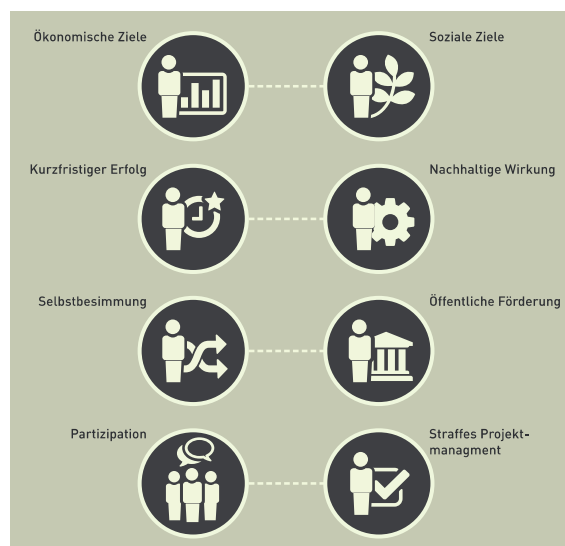 Ökonomische Ziele
Soziale Ziele
Kurzfristiger Erfolg
Nachhaltige Wirkung
Selbstbesimmung
Öffentliche Förderung
Partizipation
Straffes Projekt-
managment